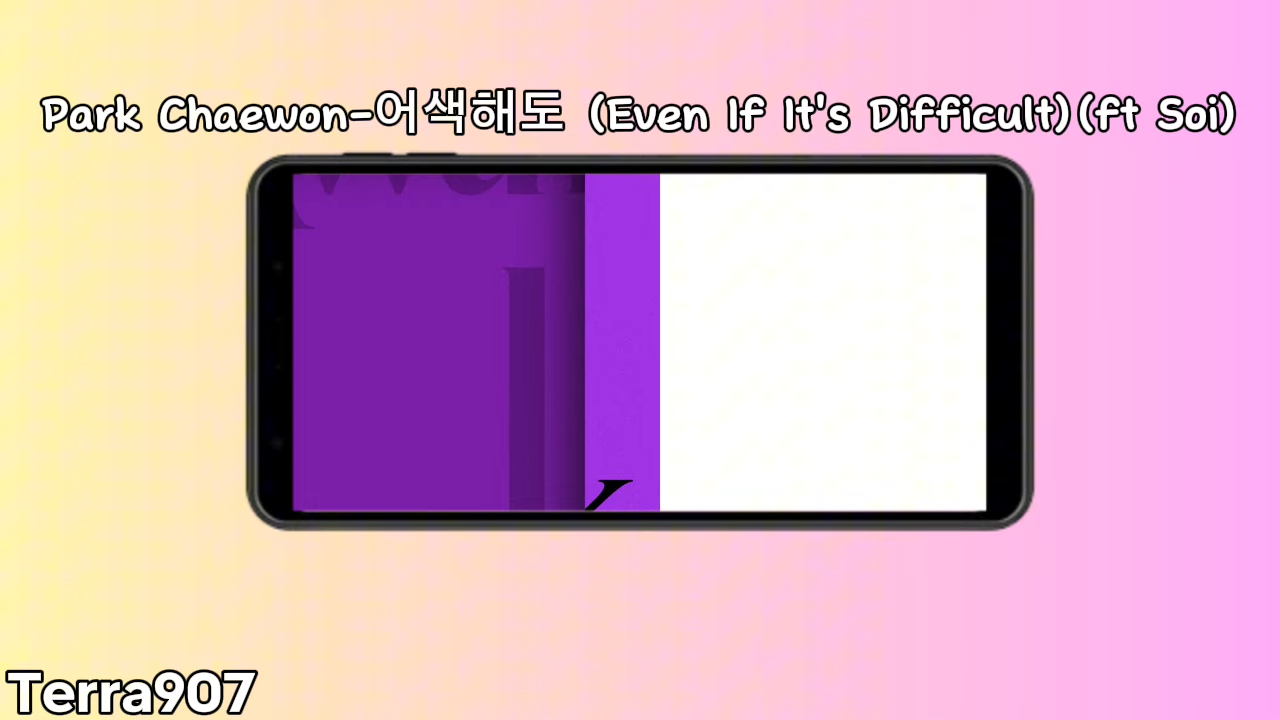 Park Chaewon-어색해도 (Even If It's Difficult)(ft Soi)
Terra907